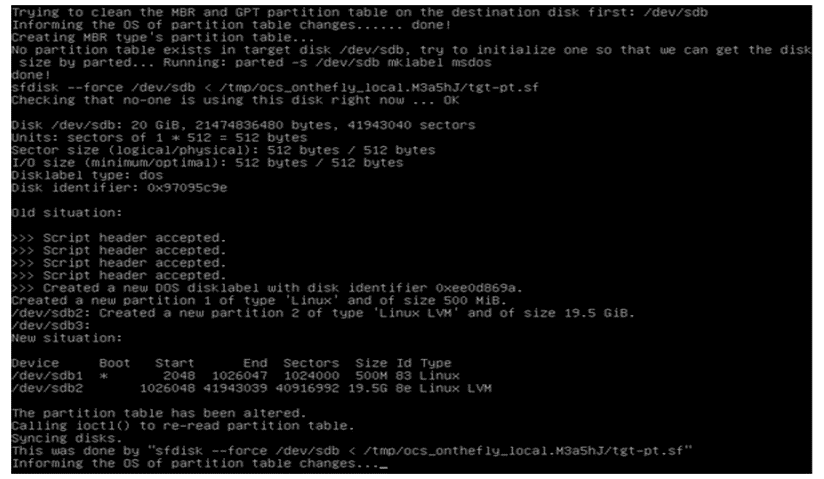 Trying to clean the MBR and GPT partition table on the destination disk first: /dev/sdb
Informing the OS of partition table changes...... done!
Creating MBR type's partition table...
No partition table exists in target disk /dev/sdb, try to initialize one so that we can get the disk
 size by parted... Running: parted -s /dev/sdb mklabel msdos
done!
sfdisk --force /dev/sdb < /tmp/ocs_onthefly_local.M3a5hJ/tgt-pt.sf
Checking that no-one is using this disk right now ... OK

Disk /dev/sdb: 20 GiB, 21474836480 bytes, 41943040 sectors
Units: sectors of 1 * 512 = 512 bytes
Sector size (logical/physical): 512 bytes / 512 bytes
I/O size (minimum/optimal): 512 bytes / 512 bytes
Disklabel type: dos
Disk identifier: 0x97095c9e

Old situation:

>>> Script header accepted.
>>> Script header accepted.
>>> Script header accepted.
>>> Script header accepted.
>>> Created a new DOS disklabel with disk identifier 0xee0d869a.
Created a new partition 1 of type 'Linux' and of size 500 MiB.
/dev/sdb2: Created a new partition 2 of type 'Linux LVM' and of size 19.5 GiB.
/dev/sdb3:
New situation:

Device     Boot   Start      End  Sectors  Size Id Type
/dev/sdb1  *       2048  1026047  1024000  500M 83 Linux
/dev/sdb2       1026048 41943039 40916992 19.5G 8e Linux LVM

The partition table has been altered.
Calling ioctl() to re-read partition table.
Syncing disks.
This was done by "sfdisk --force /dev/sdb < /tmp/ocs_onthefly_local.M3a5hJ/tgt-pt.sf"
Informing the OS of partition table changes..._